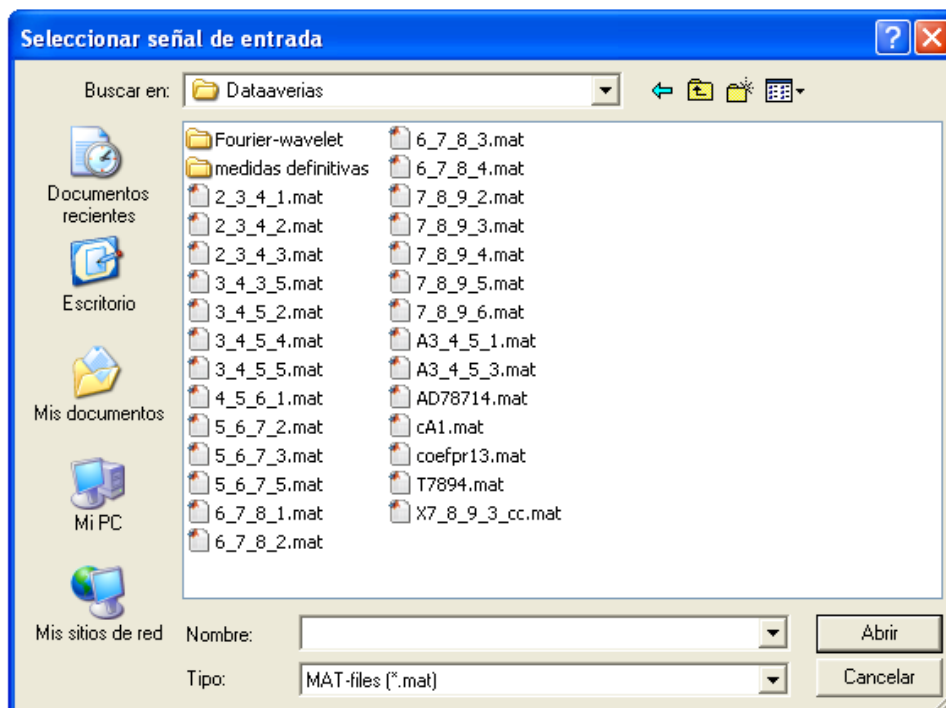 Seleccionar señal de entrada
Buscar en: Dataaverias
Documentos
recientes
Escritorio
Mis documentos
Mi PC
Mis sitios de red
Fourier-wavelet
medidas definitivas
2_3_4_1.mat
2_3_4_2.mat
2_3_4_3.mat
3_4_3_5.mat
3_4_5_2.mat
3_4_5_4.mat
3_4_5_5.mat
4_5_6_1.mat
5_6_7_2.mat
5_6_7_3.mat
5_6_7_5.mat
6_7_8_1.mat
6_7_8_2.mat
6_7_8_3.mat
6_7_8_4.mat
7_8_9_2.mat
7_8_9_3.mat
7_8_9_4.mat
7_8_9_5.mat
7_8_9_6.mat
A3_4_5_1.mat
A3_4_5_3.mat
AD78714.mat
cA1.mat
coefpr13.mat
T7894.mat
X7_8_9_3_cc.mat
Nombre:
Abrir
Tipo: MAT-files (*.mat)
Cancelar